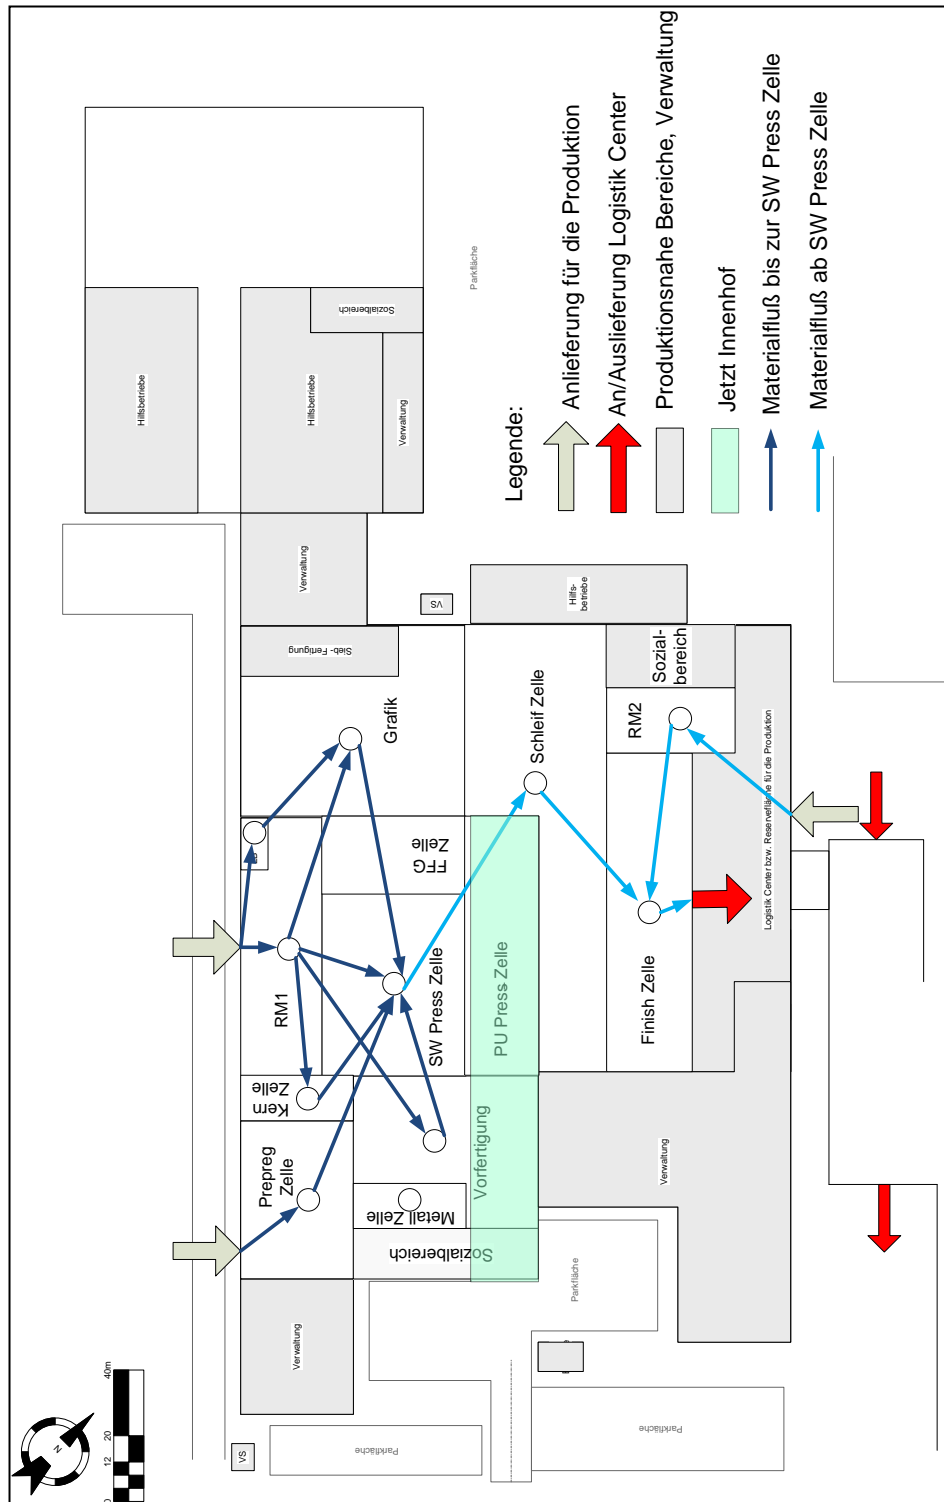 Legende:
Anlieferung für die Produktion
An/Auslieferung Logistik Center
Produktionsnahe Bereiche, Verwaltung
Jetzt Innenhof
Materialfluß bis zur SW Press Zelle
Materialfluß ab SW Press Zelle
Parkfläche
Hilfsbetriebe
Hilfsbetriebe
Sozialbereich
Verwaltung
Verwaltung
VS
Hilfs-
betriebe
Sieb-Fertigung
Grafik
Schleif Zelle
Sozial-
bereich
RM2
Logistik Center bzw. Reservefläche für die Produktion
FFG
Zelle
RM1
SW Press Zelle
PU Press Zelle
Finish Zelle
Kern
Zelle
Prepreg
Zelle
Vorfertigung
Metall Zelle
Sozialbereich
Verwaltung
Verwaltung
Parkfläche
Parkfläche
Parkfläche
VS
N
0
12
20
40m